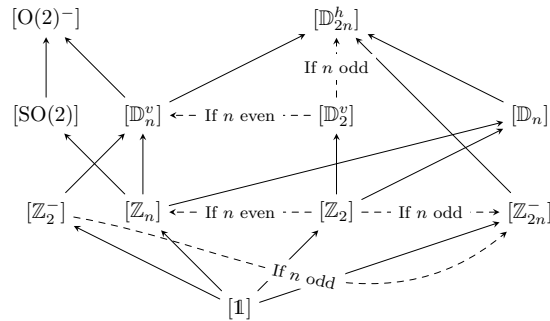 [O(2)⁻] [𝔻ʰ₂ₙ]
If n odd
[SO(2)] [𝔻ᵛₙ] If n even [𝔻ᵛ₂] [𝔻ₙ]
[ℤ₂⁻] [ℤₙ] If n even [ℤ₂] If n odd [ℤ₂ₙ⁻]
If n odd
[𝟙]